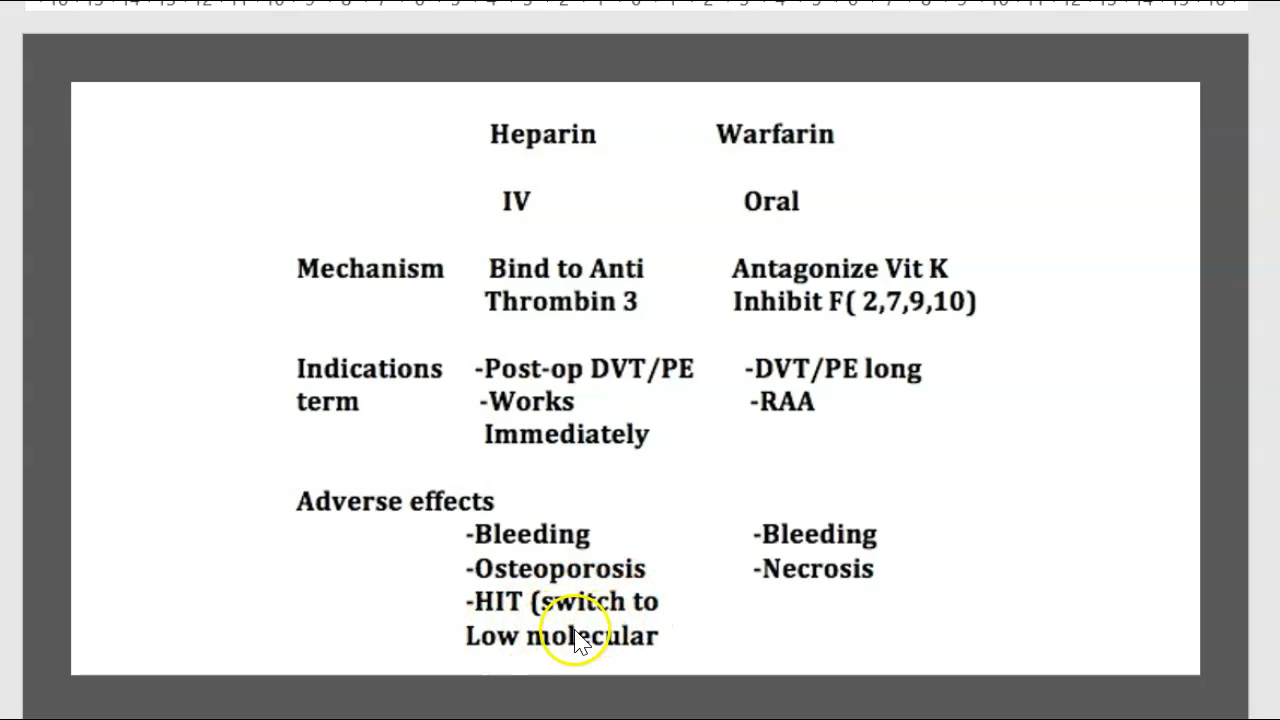 Heparin Warfarin
IV Oral
Mechanism Bind to Anti Antagonize Vit K
Thrombin 3 Inhibit F( 2,7,9,10)
Indications -Post-op DVT/PE -DVT/PE long
term -Works -RAA
Immediately
Adverse effects
-Bleeding -Bleeding
-Osteoporosis -Necrosis
-HIT (switch to
Low molecular